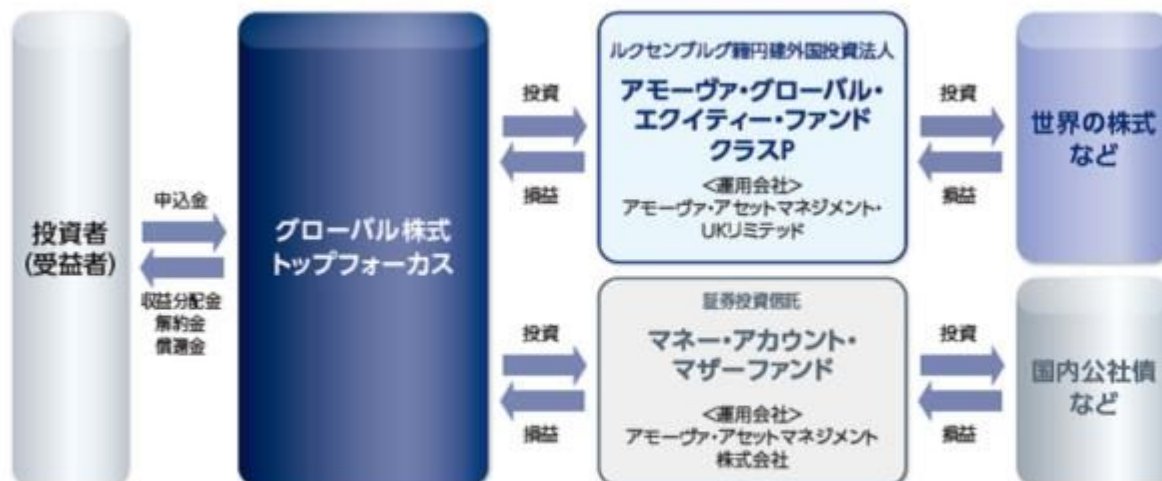 投資者
(受益者)
申込金
収益分配金
解約金
償還金
グローバル株式
トップフォーカス
投資
損益
ルクセンブルグ籍円建外国投資法人
アモーヴァ・グローバル・
エクイティー・ファンド
クラスP
<運用会社>
アモーヴァ・アセットマネジメント・
UKリミテッド
投資
損益
世界の株式
など
投資
損益
証券投資信託
マネー・アカウント・
マザーファンド
<運用会社>
アモーヴァ・アセットマネジメント
株式会社
投資
損益
国内公社債
など